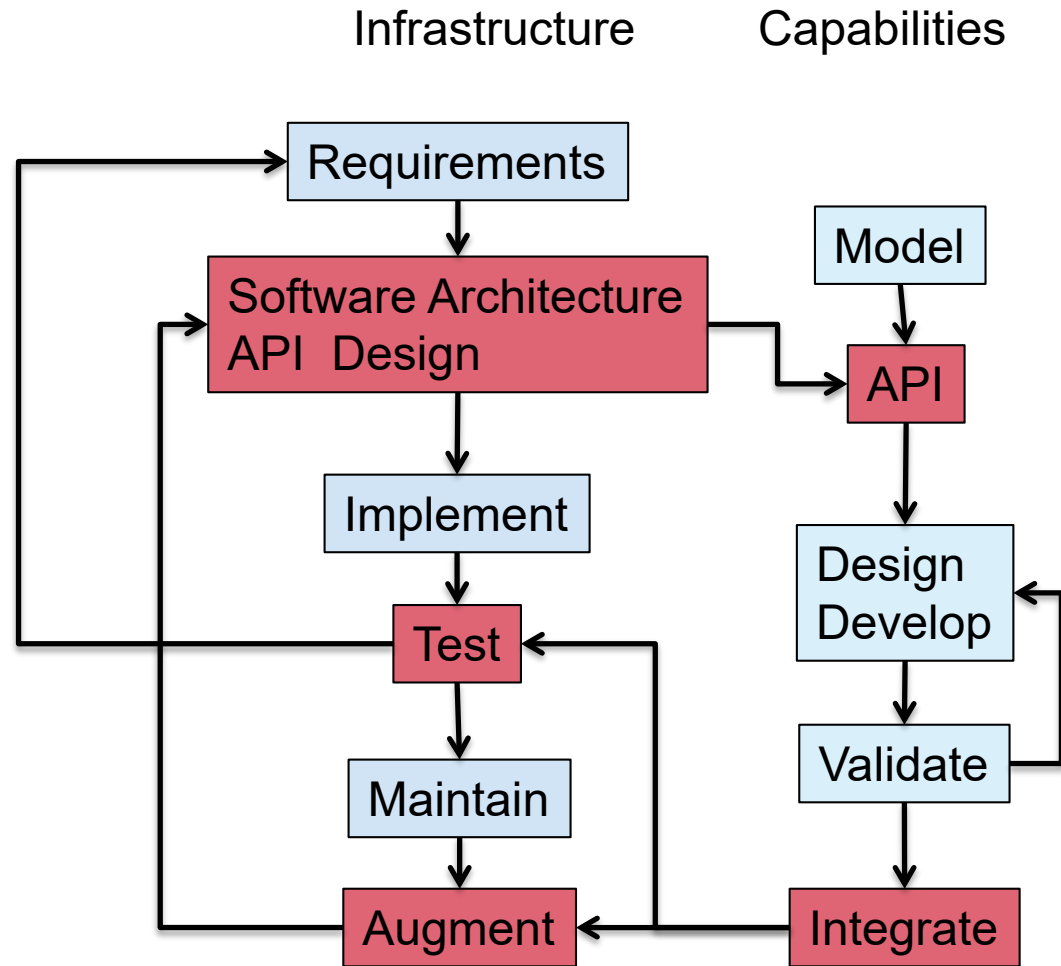 Infrastructure
Capabilities
Requirements
Software Architecture
API  Design
Implement
Test
Maintain
Augment
Model
API
Design
Develop
Validate
Integrate